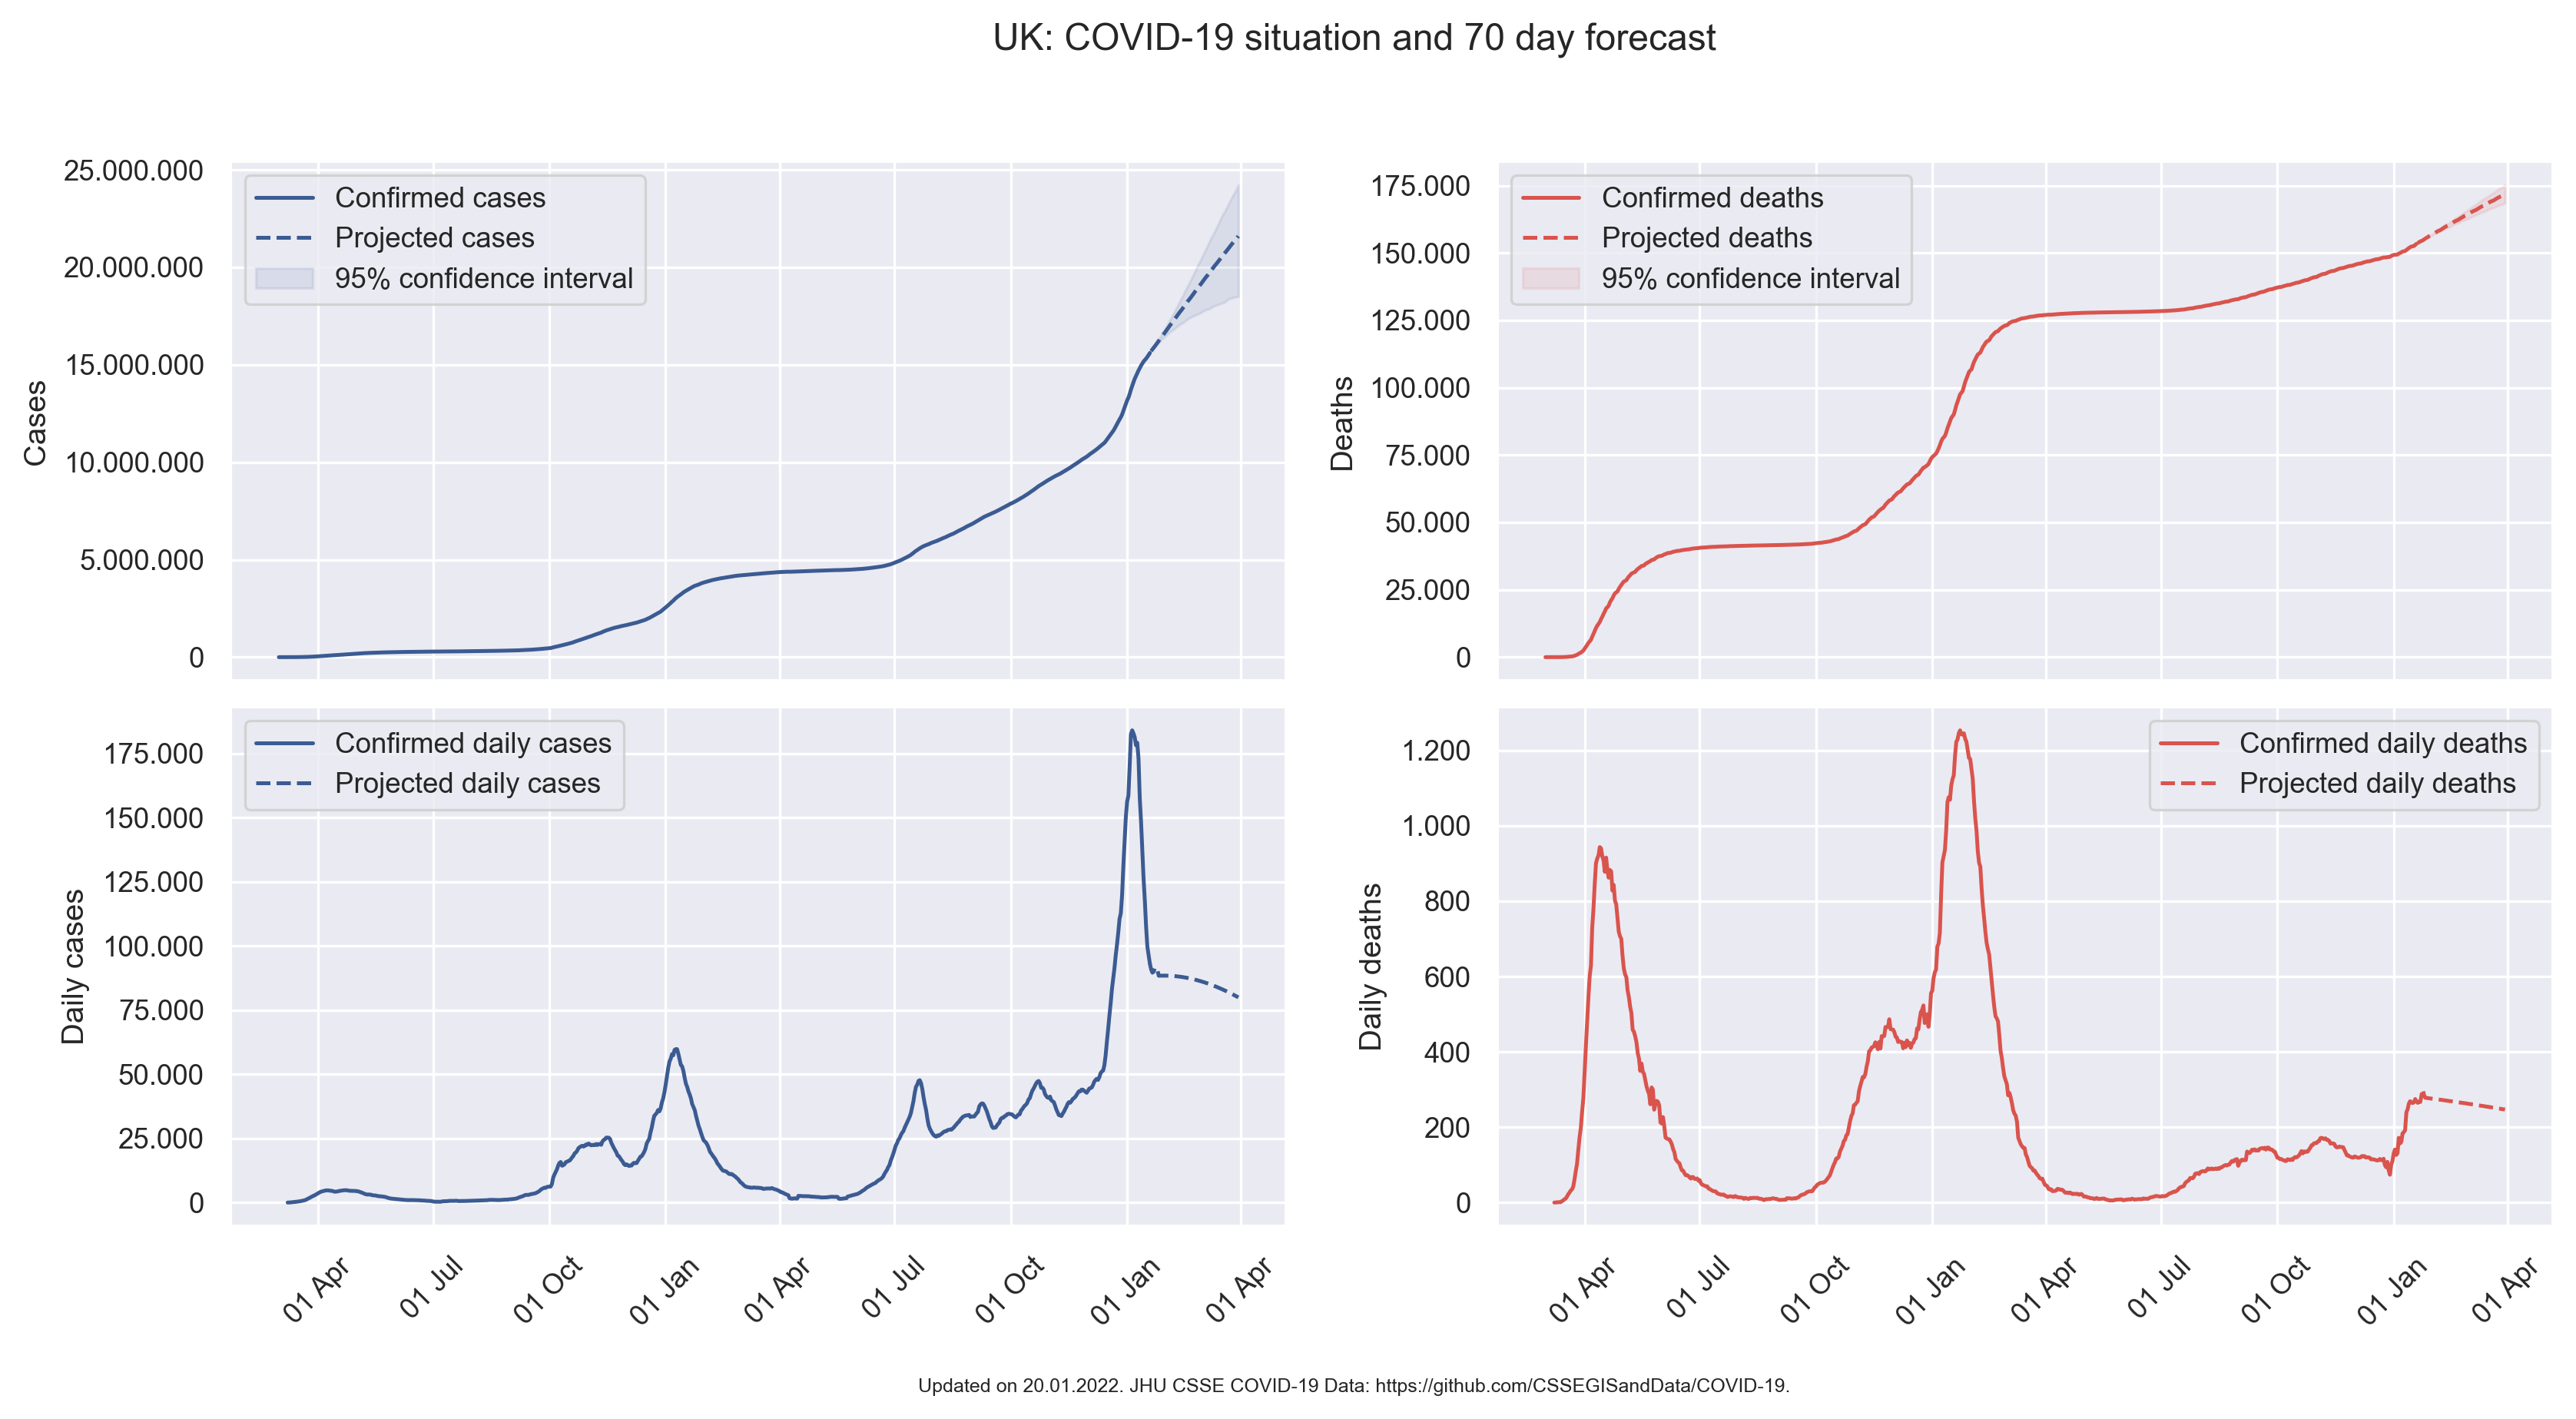 UK: COVID-19 situation and 70 day forecast
25.000.000
20.000.000
15.000.000
10.000.000
5.000.000
0
Cases
Confirmed cases
Projected cases
95% confidence interval
175.000
150.000
125.000
100.000
75.000
50.000
25.000
0
Deaths
Confirmed deaths
Projected deaths
95% confidence interval
175.000
150.000
125.000
100.000
75.000
50.000
25.000
0
Daily cases
Confirmed daily cases
Projected daily cases
01 Apr
01 Jul
01 Oct
01 Jan
01 Apr
01 Jul
01 Oct
01 Jan
01 Apr
1.200
1.000
800
600
400
200
0
Daily deaths
Confirmed daily deaths
Projected daily deaths
01 Apr
01 Jul
01 Oct
01 Jan
01 Apr
01 Jul
01 Oct
01 Jan
01 Apr
Updated on 20.01.2022. JHU CSSE COVID-19 Data: https://github.com/CSSEGISandData/COVID-19.